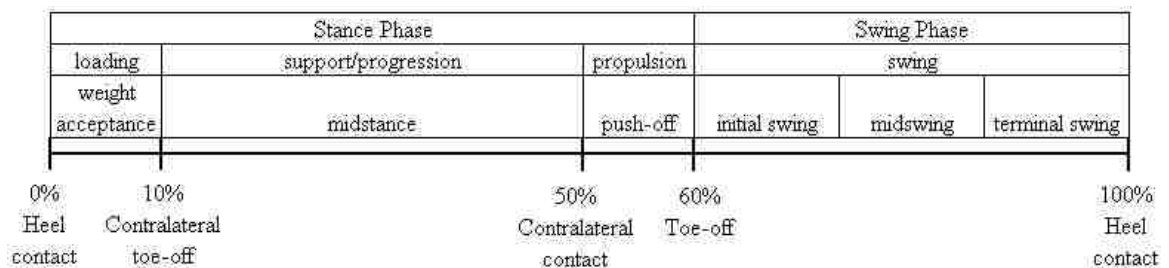 Stance Phase Swing Phase
loading support/progression propulsion swing
weight
acceptance midstance push-off initial swing midswing terminal swing
0% 10% 50% 60% 100%
Heel Contralateral Contralateral Toe-off Heel
contact toe-off contact contact